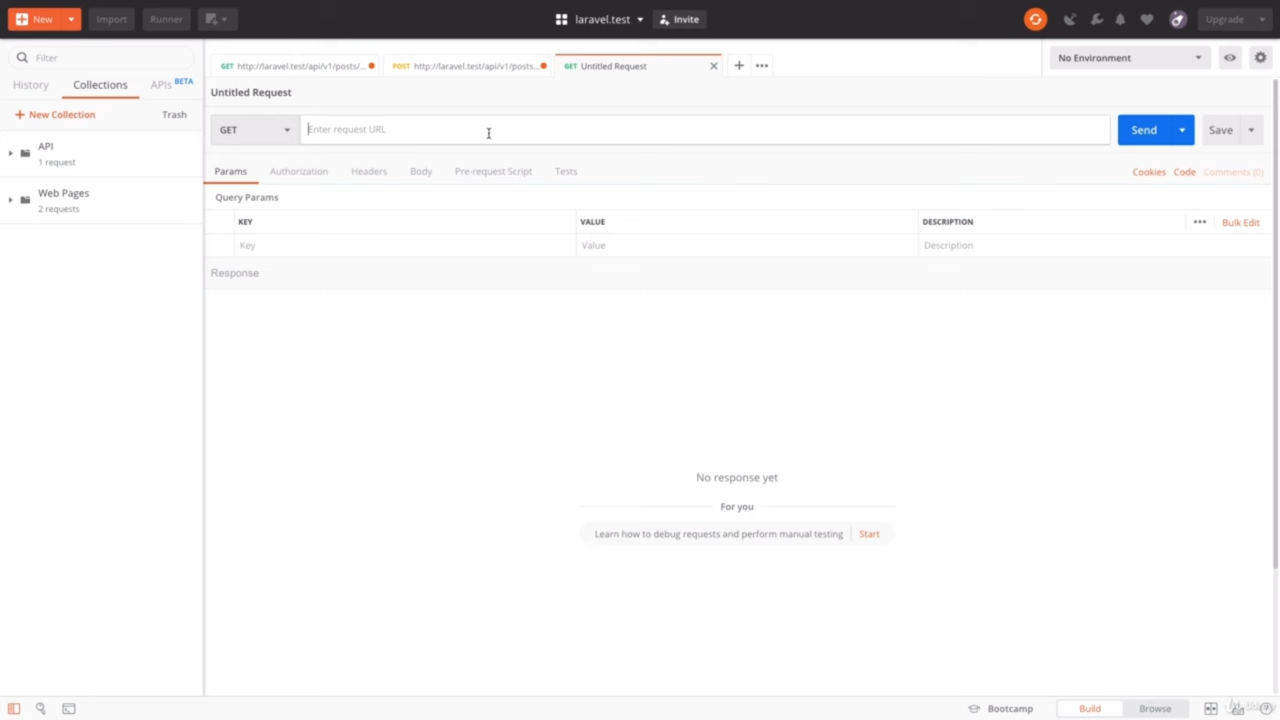 New
Import
Runner
laravel.test
Invite
Upgrade
Filter
History
Collections
APIs BETA
New Collection
Trash
API
1 request
Web Pages
2 requests
GET http://laravel.test/api/v1/posts/...
POST http://laravel.test/api/v1/posts...
GET Untitled Request
No Environment
Untitled Request
GET
Enter request URL
Send
Save
Params
Authorization
Headers
Body
Pre-request Script
Tests
Cookies
Code
Comments (0)
Query Params
KEY
VALUE
DESCRIPTION
Bulk Edit
Key
Value
Description
Response
No response yet
For you
Learn how to debug requests and perform manual testing
Start
Bootcamp
Build
Browse